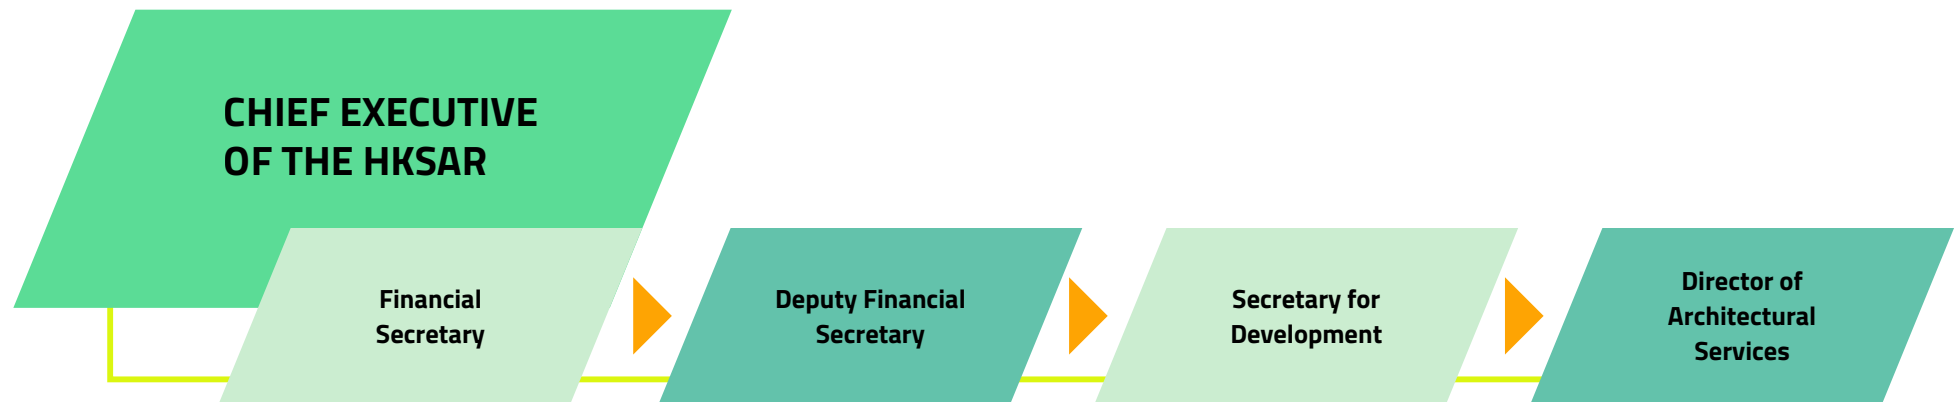 CHIEF EXECUTIVE
OF THE HKSAR
Financial
Secretary
Deputy Financial
Secretary
Secretary for
Development
Director of
Architectural
Services